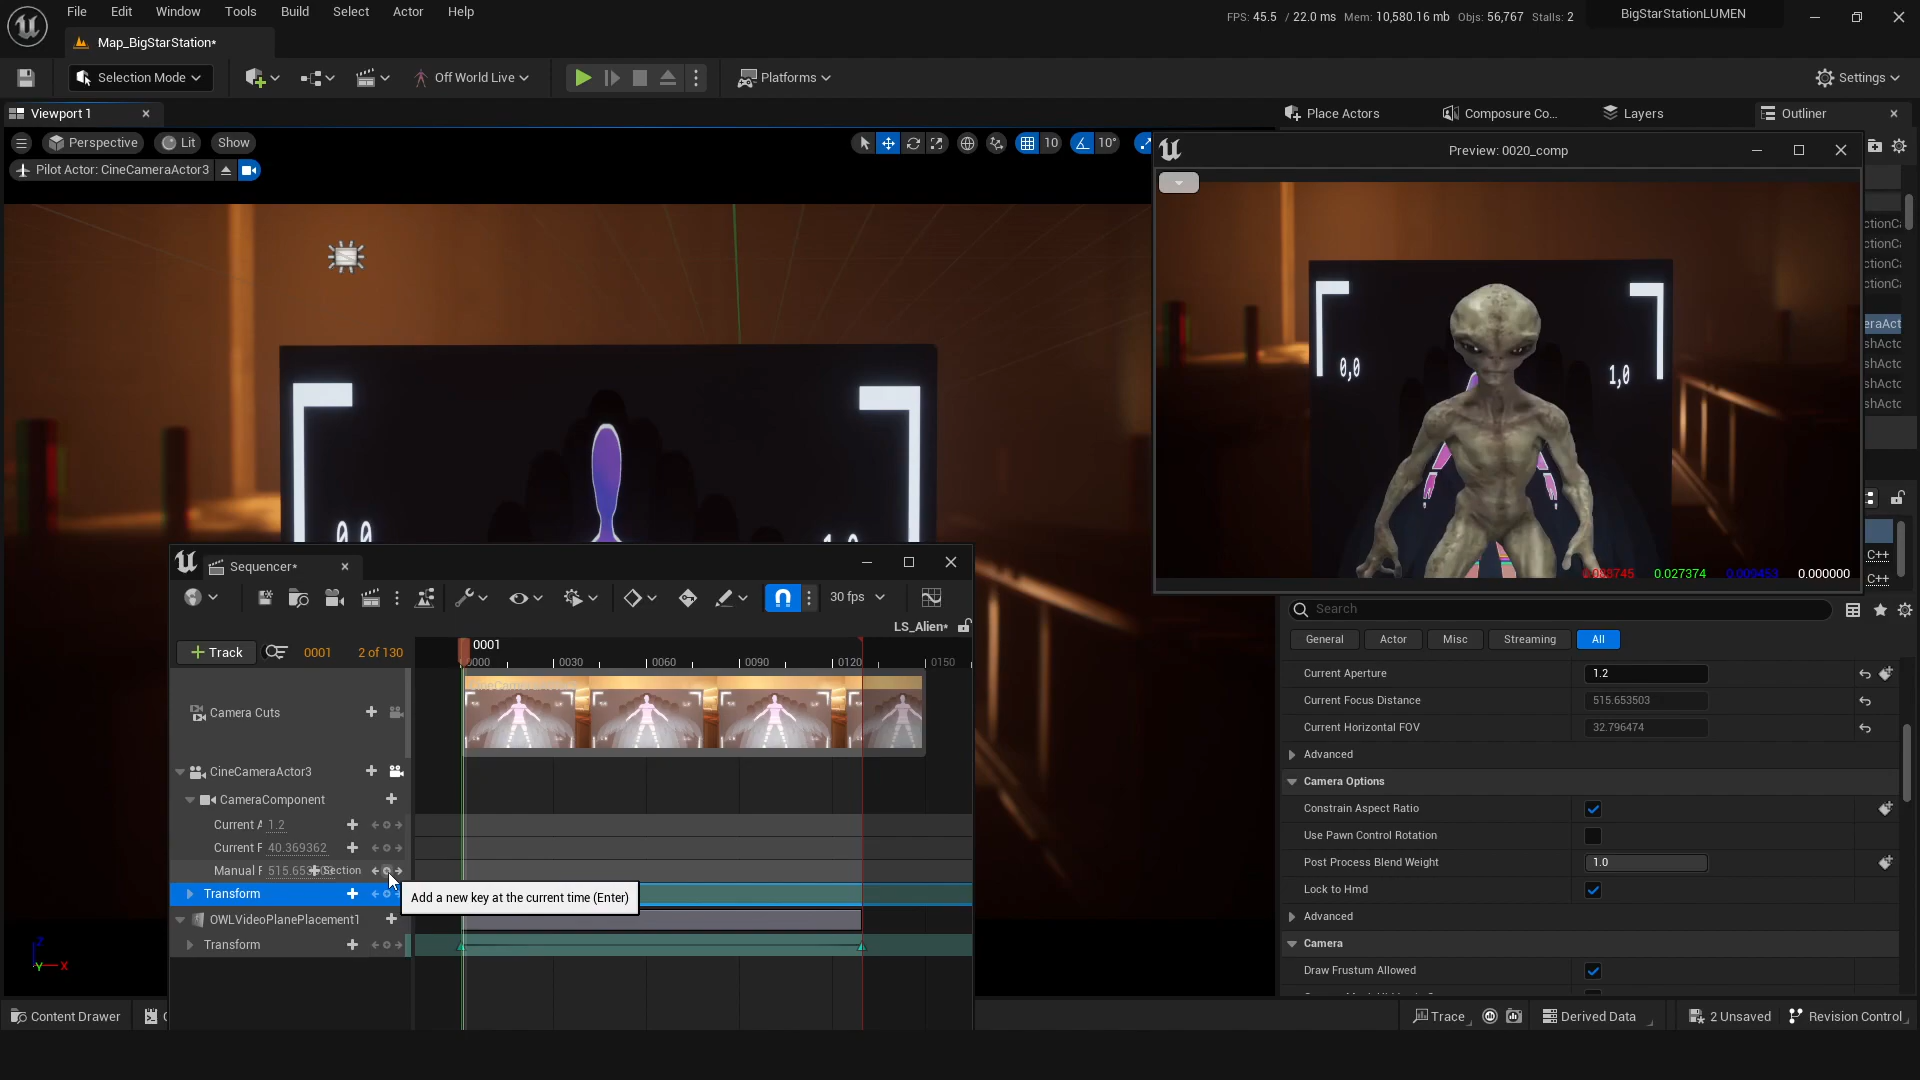 File Edit Window Tools Build Select Actor Help
FPS: 45.5 / 22.0 ms Mem: 10,580.16 mb Objs: 56,767 Stalls: 2
BigStarStationLUMEN
Map_BigStarStation*
Selection Mode
Off World Live
Platforms
Settings
Viewport 1
Place Actors
Composure Co...
Layers
Outliner
Perspective
Lit
Show
10
10°
Pilot Actor: CineCameraActor3
Preview: 0020_comp
0,0
1,0
0,0
0.027374
0.000453
0.000000
C++
C++
Sequencer*
30 fps
LS_Alien*
Track
0001
2 of 130
0001
0000
0030
0060
0090
0120
0150
Camera Cuts
CineCameraActor3
CameraComponent
Current A 1.2
Current F 40.369362
Manual F
Section
Transform
Add a new key at the current time (Enter)
OWLVideoPlanePlacement1
Transform
Search
General
Actor
Misc
Streaming
All
Current Aperture 1.2
Current Focus Distance 515.653503
Current Horizontal FOV 32.796474
Advanced
Camera Options
Constrain Aspect Ratio
Use Pawn Control Rotation
Post Process Blend Weight 1.0
Lock to Hmd
Advanced
Camera
Draw Frustum Allowed
Z
Y
X
Content Drawer
Trace
Derived Data
2 Unsaved
Revision Control